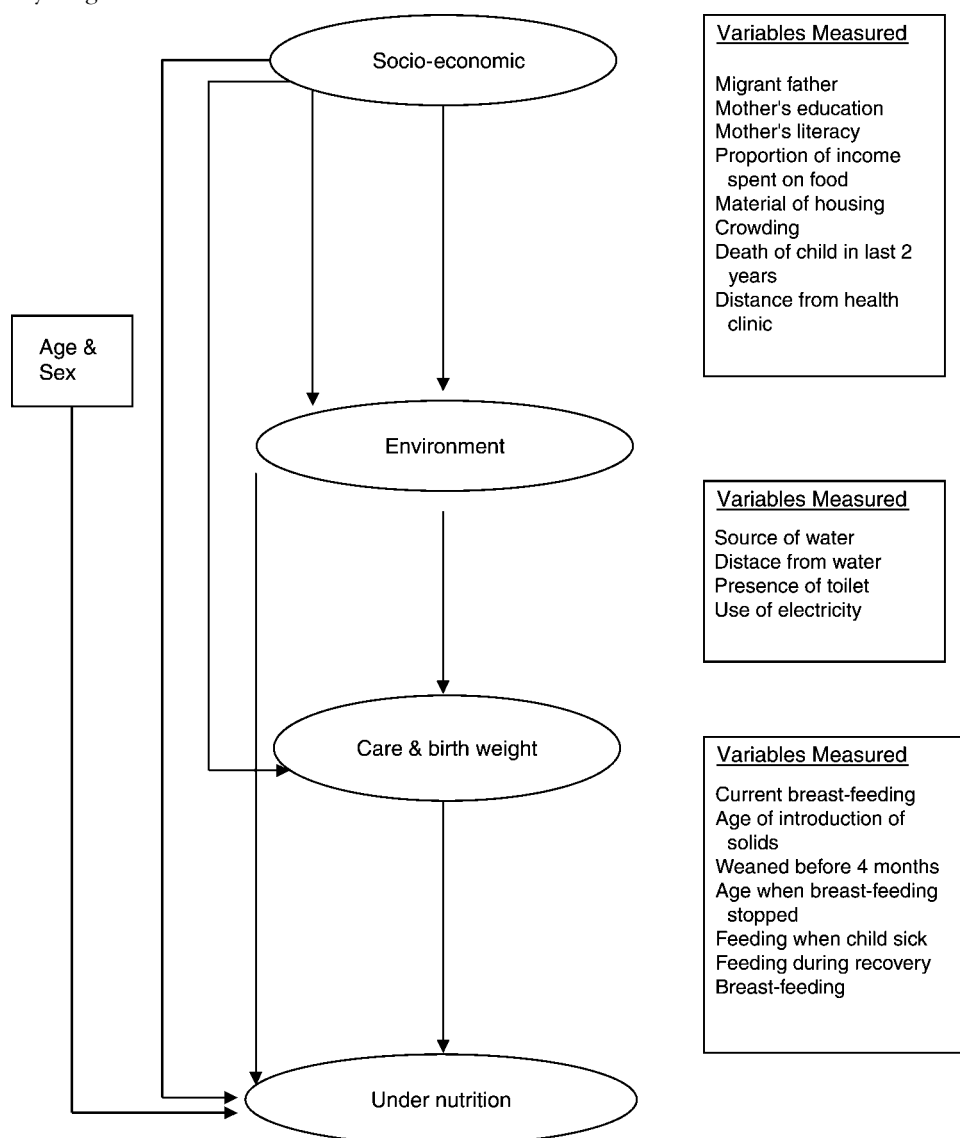 Socio-economic
Variables Measured
Migrant father
Mother's education
Mother's literacy
Proportion of income
spent on food
Material of housing
Crowding
Death of child in last 2
years
Distance from health
clinic
Age &
Sex
Environment
Variables Measured
Source of water
Distace from water
Presence of toilet
Use of electricity
Care & birth weight
Variables Measured
Current breast-feeding
Age of introduction of
solids
Weaned before 4 months
Age when breast-feeding
stopped
Feeding when child sick
Feeding during recovery
Breast-feeding
Under nutrition